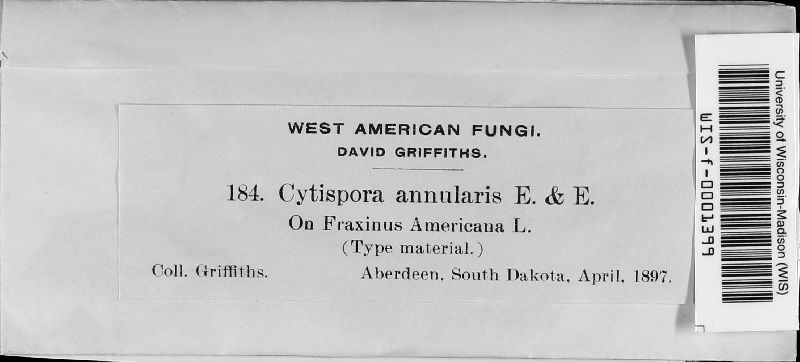 WEST AMERICAN FUNGI.
DAVID GRIFFITHS.
184. Cytispora annularis E. & E.
On Fraxinus Americana L.
(Type material.)
Coll. Griffiths. Aberdeen, South Dakota, April, 1897.
University of Wisconsin-Madison (WIS)
WIS-f-0001399